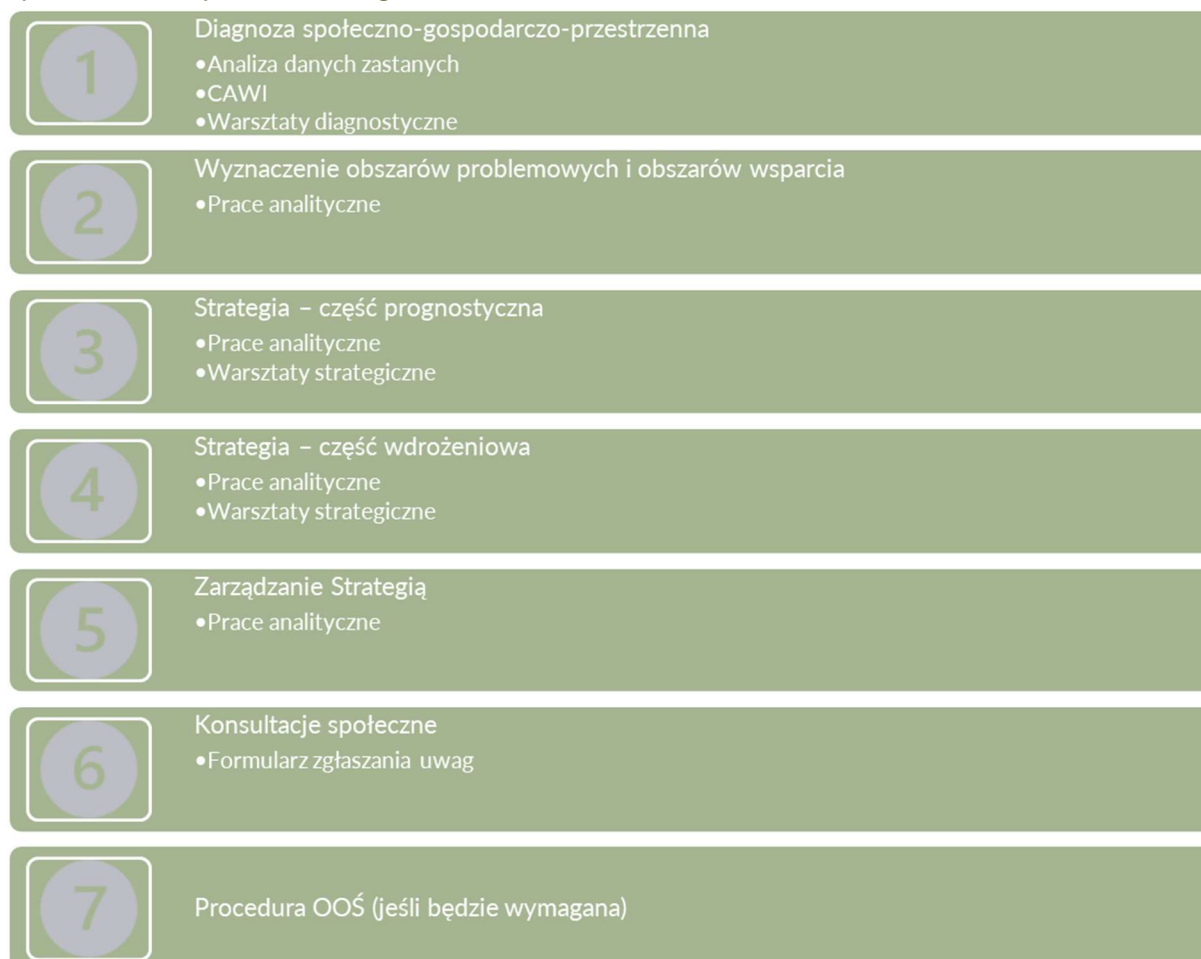 1
Diagnoza społeczno-gospodarczo-przestrzenna
•Analiza danych zastanych
•CAWI
•Warsztaty diagnostyczne
2
Wyznaczenie obszarów problemowych i obszarów wsparcia
•Prace analityczne
3
Strategia – część prognostyczna
•Prace analityczne
•Warsztaty strategiczne
4
Strategia – część wdrożeniowa
•Prace analityczne
•Warsztaty strategiczne
5
Zarządzanie Strategią
•Prace analityczne
6
Konsultacje społeczne
•Formularz zgłaszania uwag
7
Procedura OOŚ (jeśli będzie wymagana)